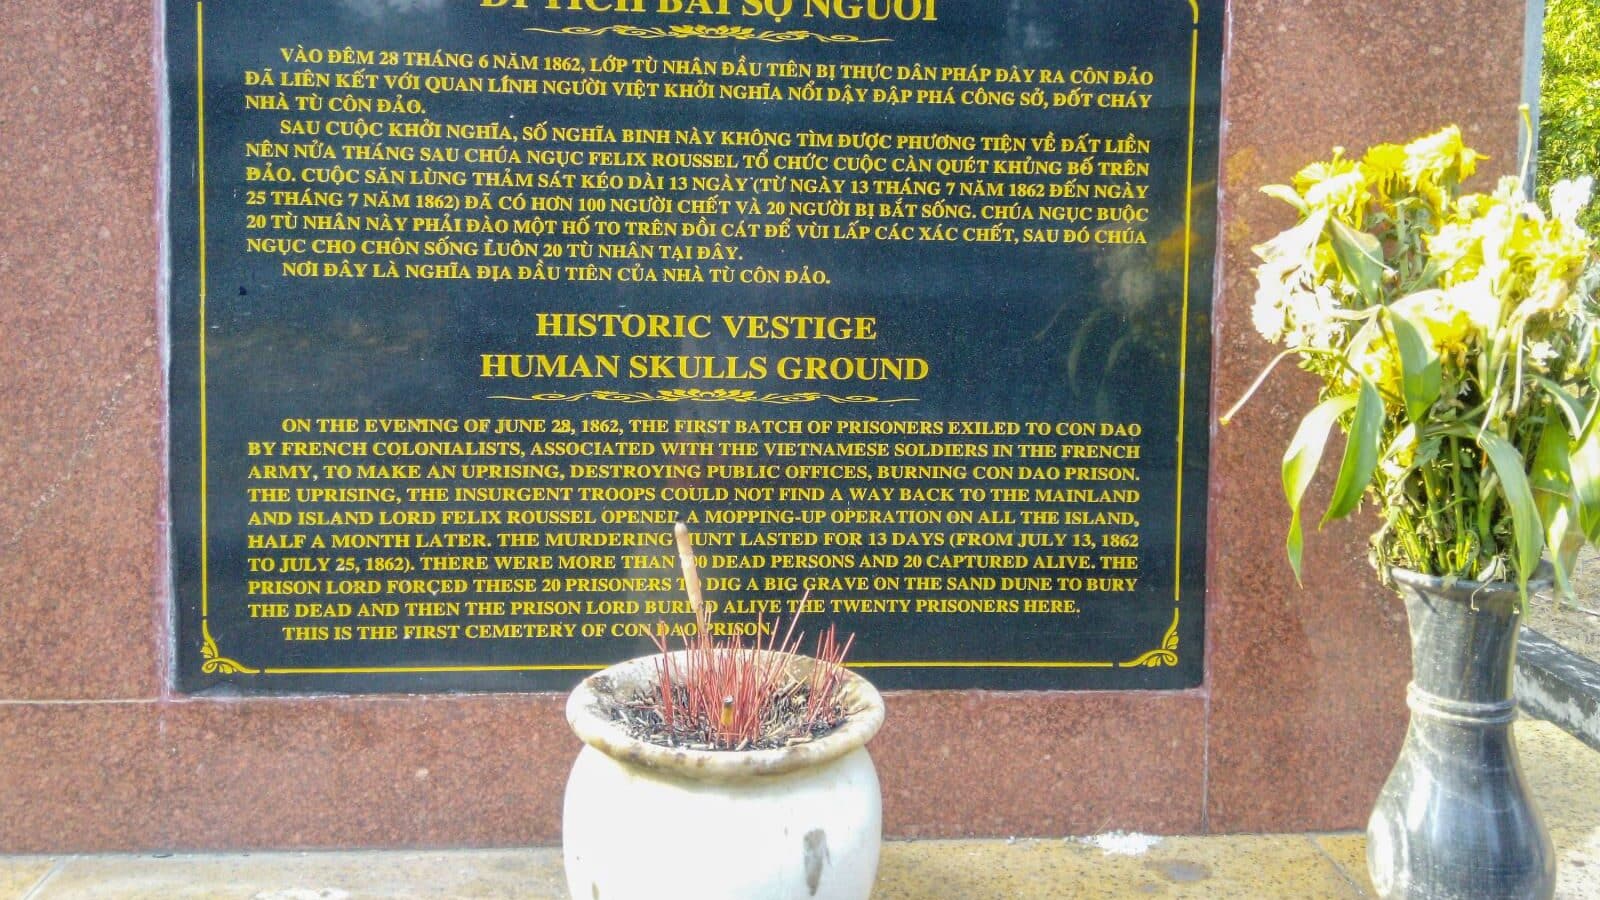 DI TÍCH BÃI SỌ NGƯỜI
VÀO ĐÊM 28 THÁNG 6 NĂM 1862, LỚP TÙ NHÂN ĐẦU TIÊN BỊ THỰC DÂN PHÁP ĐÀY RA CÔN ĐẢO
ĐÃ LIÊN KẾT VỚI QUAN LÍNH NGƯỜI VIỆT KHỞI NGHĨA NỔI DẬY ĐẬP PHÁ CÔNG SỞ, ĐỐT CHÁY
NHÀ TÙ CÔN ĐẢO.
SAU CUỘC KHỞI NGHĨA, SỐ NGHĨA BINH NÀY KHÔNG TÌM ĐƯỢC PHƯƠNG TIỆN VỀ ĐẤT LIỀN
NÊN NỬA THÁNG SAU CHÚA NGỤC FELIX ROUSSEL TỔ CHỨC CUỘC CÀN QUÉT KHỦNG BỐ TRÊN
ĐẢO. CUỘC SĂN LÙNG THẢM SÁT KÉO DÀI 13 NGÀY (TỪ NGÀY 13 THÁNG 7 NĂM 1862 ĐẾN NGÀY
25 THÁNG 7 NĂM 1862) ĐÃ CÓ HƠN 100 NGƯỜI CHẾT VÀ 20 NGƯỜI BỊ BẮT SỐNG. CHÚA NGỤC BUỘC
20 TÙ NHÂN NÀY PHẢI ĐÀO MỘT HỐ TO TRÊN ĐỒI CÁT ĐỂ VÙI LẤP CÁC XÁC CHẾT, SAU ĐÓ CHÚA
NGỤC CHO CHÔN SỐNG LUÔN 20 TÙ NHÂN TẠI ĐÂY.
NƠI ĐÂY LÀ NGHĨA ĐỊA ĐẦU TIÊN CỦA NHÀ TÙ CÔN ĐẢO.
HISTORIC VESTIGE
HUMAN SKULLS GROUND
ON THE EVENING OF JUNE 28, 1862, THE FIRST BATCH OF PRISONERS EXILED TO CON DAO
BY FRENCH COLONIALISTS, ASSOCIATED WITH THE VIETNAMESE SOLDIERS IN THE FRENCH
ARMY, TO MAKE AN UPRISING, DESTROYING PUBLIC OFFICES, BURNING CON DAO PRISON.
THE UPRISING, THE INSURGENT TROOPS COULD NOT FIND A WAY BACK TO THE MAINLAND
AND ISLAND LORD FELIX ROUSSEL OPENED A MOPPING-UP OPERATION ON ALL THE ISLAND,
HALF A MONTH LATER. THE MURDERING HUNT LASTED FOR 13 DAYS (FROM JULY 13, 1862
TO JULY 25, 1862). THERE WERE MORE THAN 100 DEAD PERSONS AND 20 CAPTURED ALIVE. THE
PRISON LORD FORÇED THESE 20 PRISONERS TO DIG A BIG GRAVE ON THE SAND DUNE TO BURY
THE DEAD AND THEN THE PRISON LORD BURIED ALIVE THE TWENTY PRISONERS HERE.
THIS IS THE FIRST CEMETERY OF CON DAO PRISON.